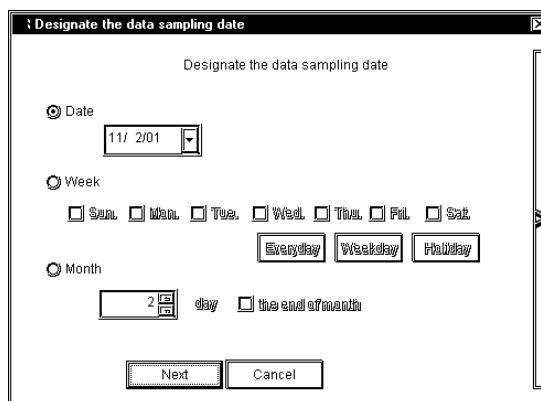 Designate the data sampling date
Designate the data sampling date
Date
11/ 2/01
Week
Sun. Mon. Tue. Wed. Thu. Fri. Sat.
Everyday Weekday Holiday
Month
2 day the end of month
Next Cancel